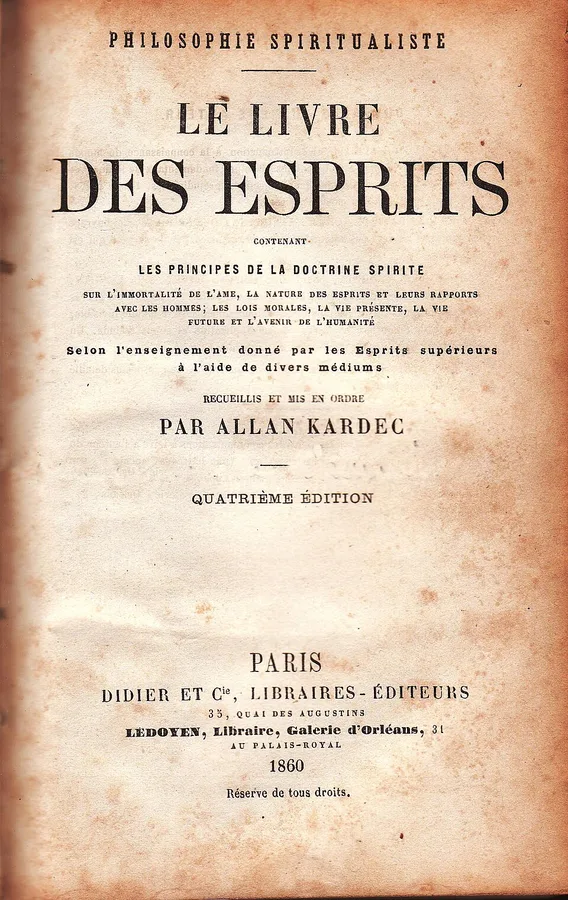 PHILOSOPHIE SPIRITUALISTE
LE LIVRE
DES ESPRITS
CONTENANT
LES PRINCIPES DE LA DOCTRINE SPIRITE
SUR L'IMMORTALITÉ DE L'AME, LA NATURE DES ESPRITS ET LEURS RAPPORTS
AVEC LES HOMMES; LES LOIS MORALES, LA VIE PRÉSENTE, LA VIE
FUTURE ET L'AVENIR DE L'HUMANITÉ
Selon l'enseignement donné par les Esprits supérieurs
à l'aide de divers médiums
RECUEILLIS ET MIS EN ORDRE
PAR ALLAN KARDEC
QUATRIÈME ÉDITION
PARIS
DIDIER ET Cie, LIBRAIRES-ÉDITEURS
35, QUAI DES AUGUSTINS
LEDOYEN, Libraire, Galerie d'Orléans, 31
AU PALAIS-ROYAL
1860
Réserve de tous droits.